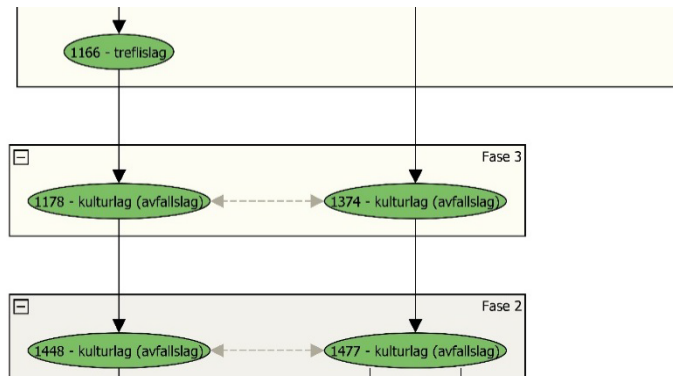 1166 - treflislag
Fase 3
1178 - kulturlag (avfallslag)
1374 - kulturlag (avfallslag)
Fase 2
1448 - kulturlag (avfallslag)
1477 - kulturlag (avfallslag)